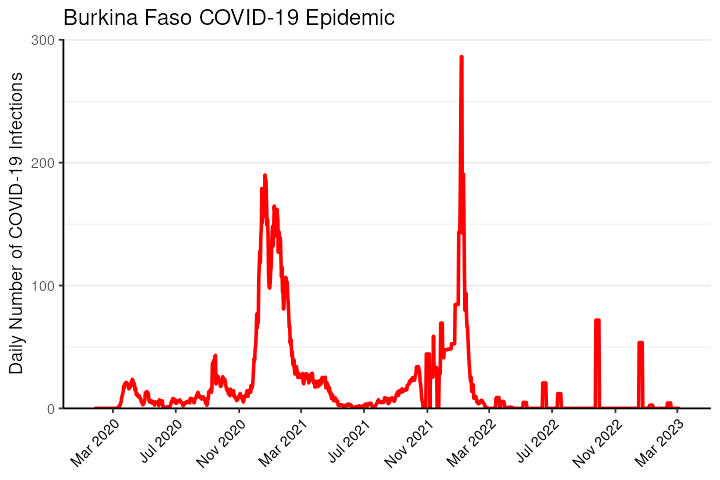 Burkina Faso COVID-19 Epidemic
Daily Number of COVID-19 Infections
300
200
100
0
Mar 2020
Jul 2020
Nov 2020
Mar 2021
Jul 2021
Nov 2021
Mar 2022
Jul 2022
Nov 2022
Mar 2023